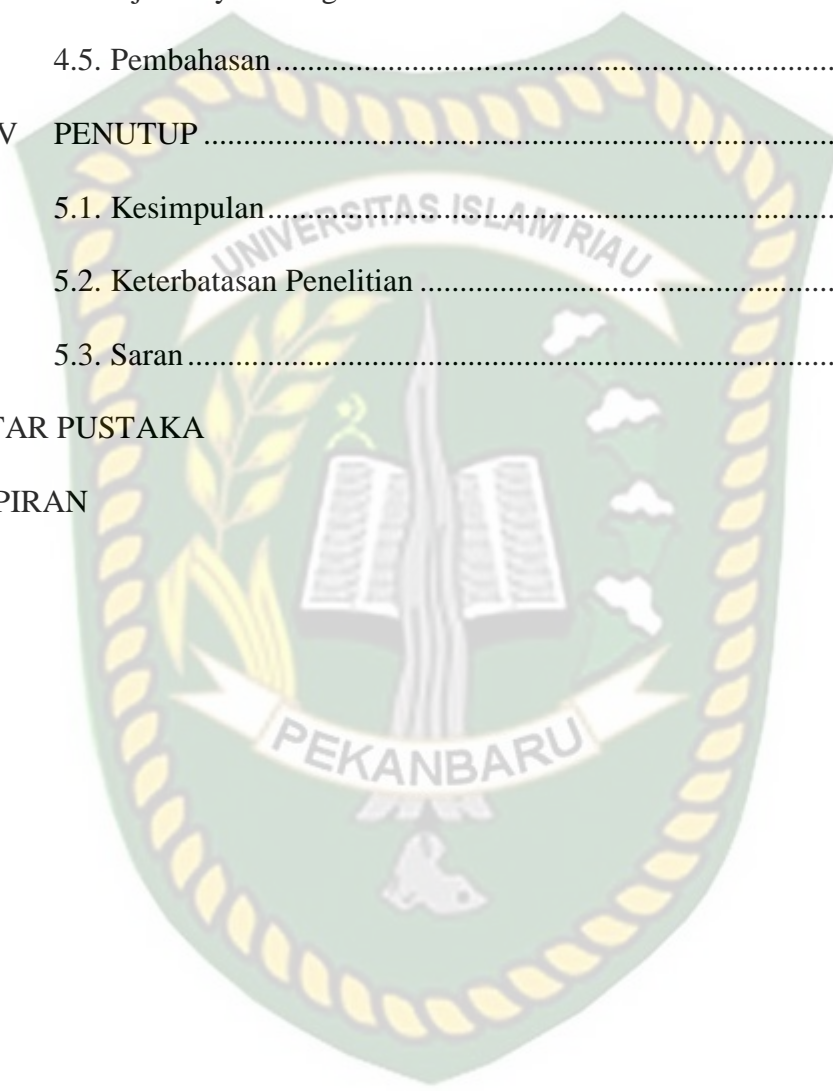 4.5. Pembahasan ........................................................................
V PENUTUP ........................................................................
5.1. Kesimpulan ........................................................................
UNIVERSITAS ISLAM RIAU
5.2. Keterbatasan Penelitian ........................................................................
5.3. Saran ........................................................................
TAR PUSTAKA
PIRAN
PEKANBARU